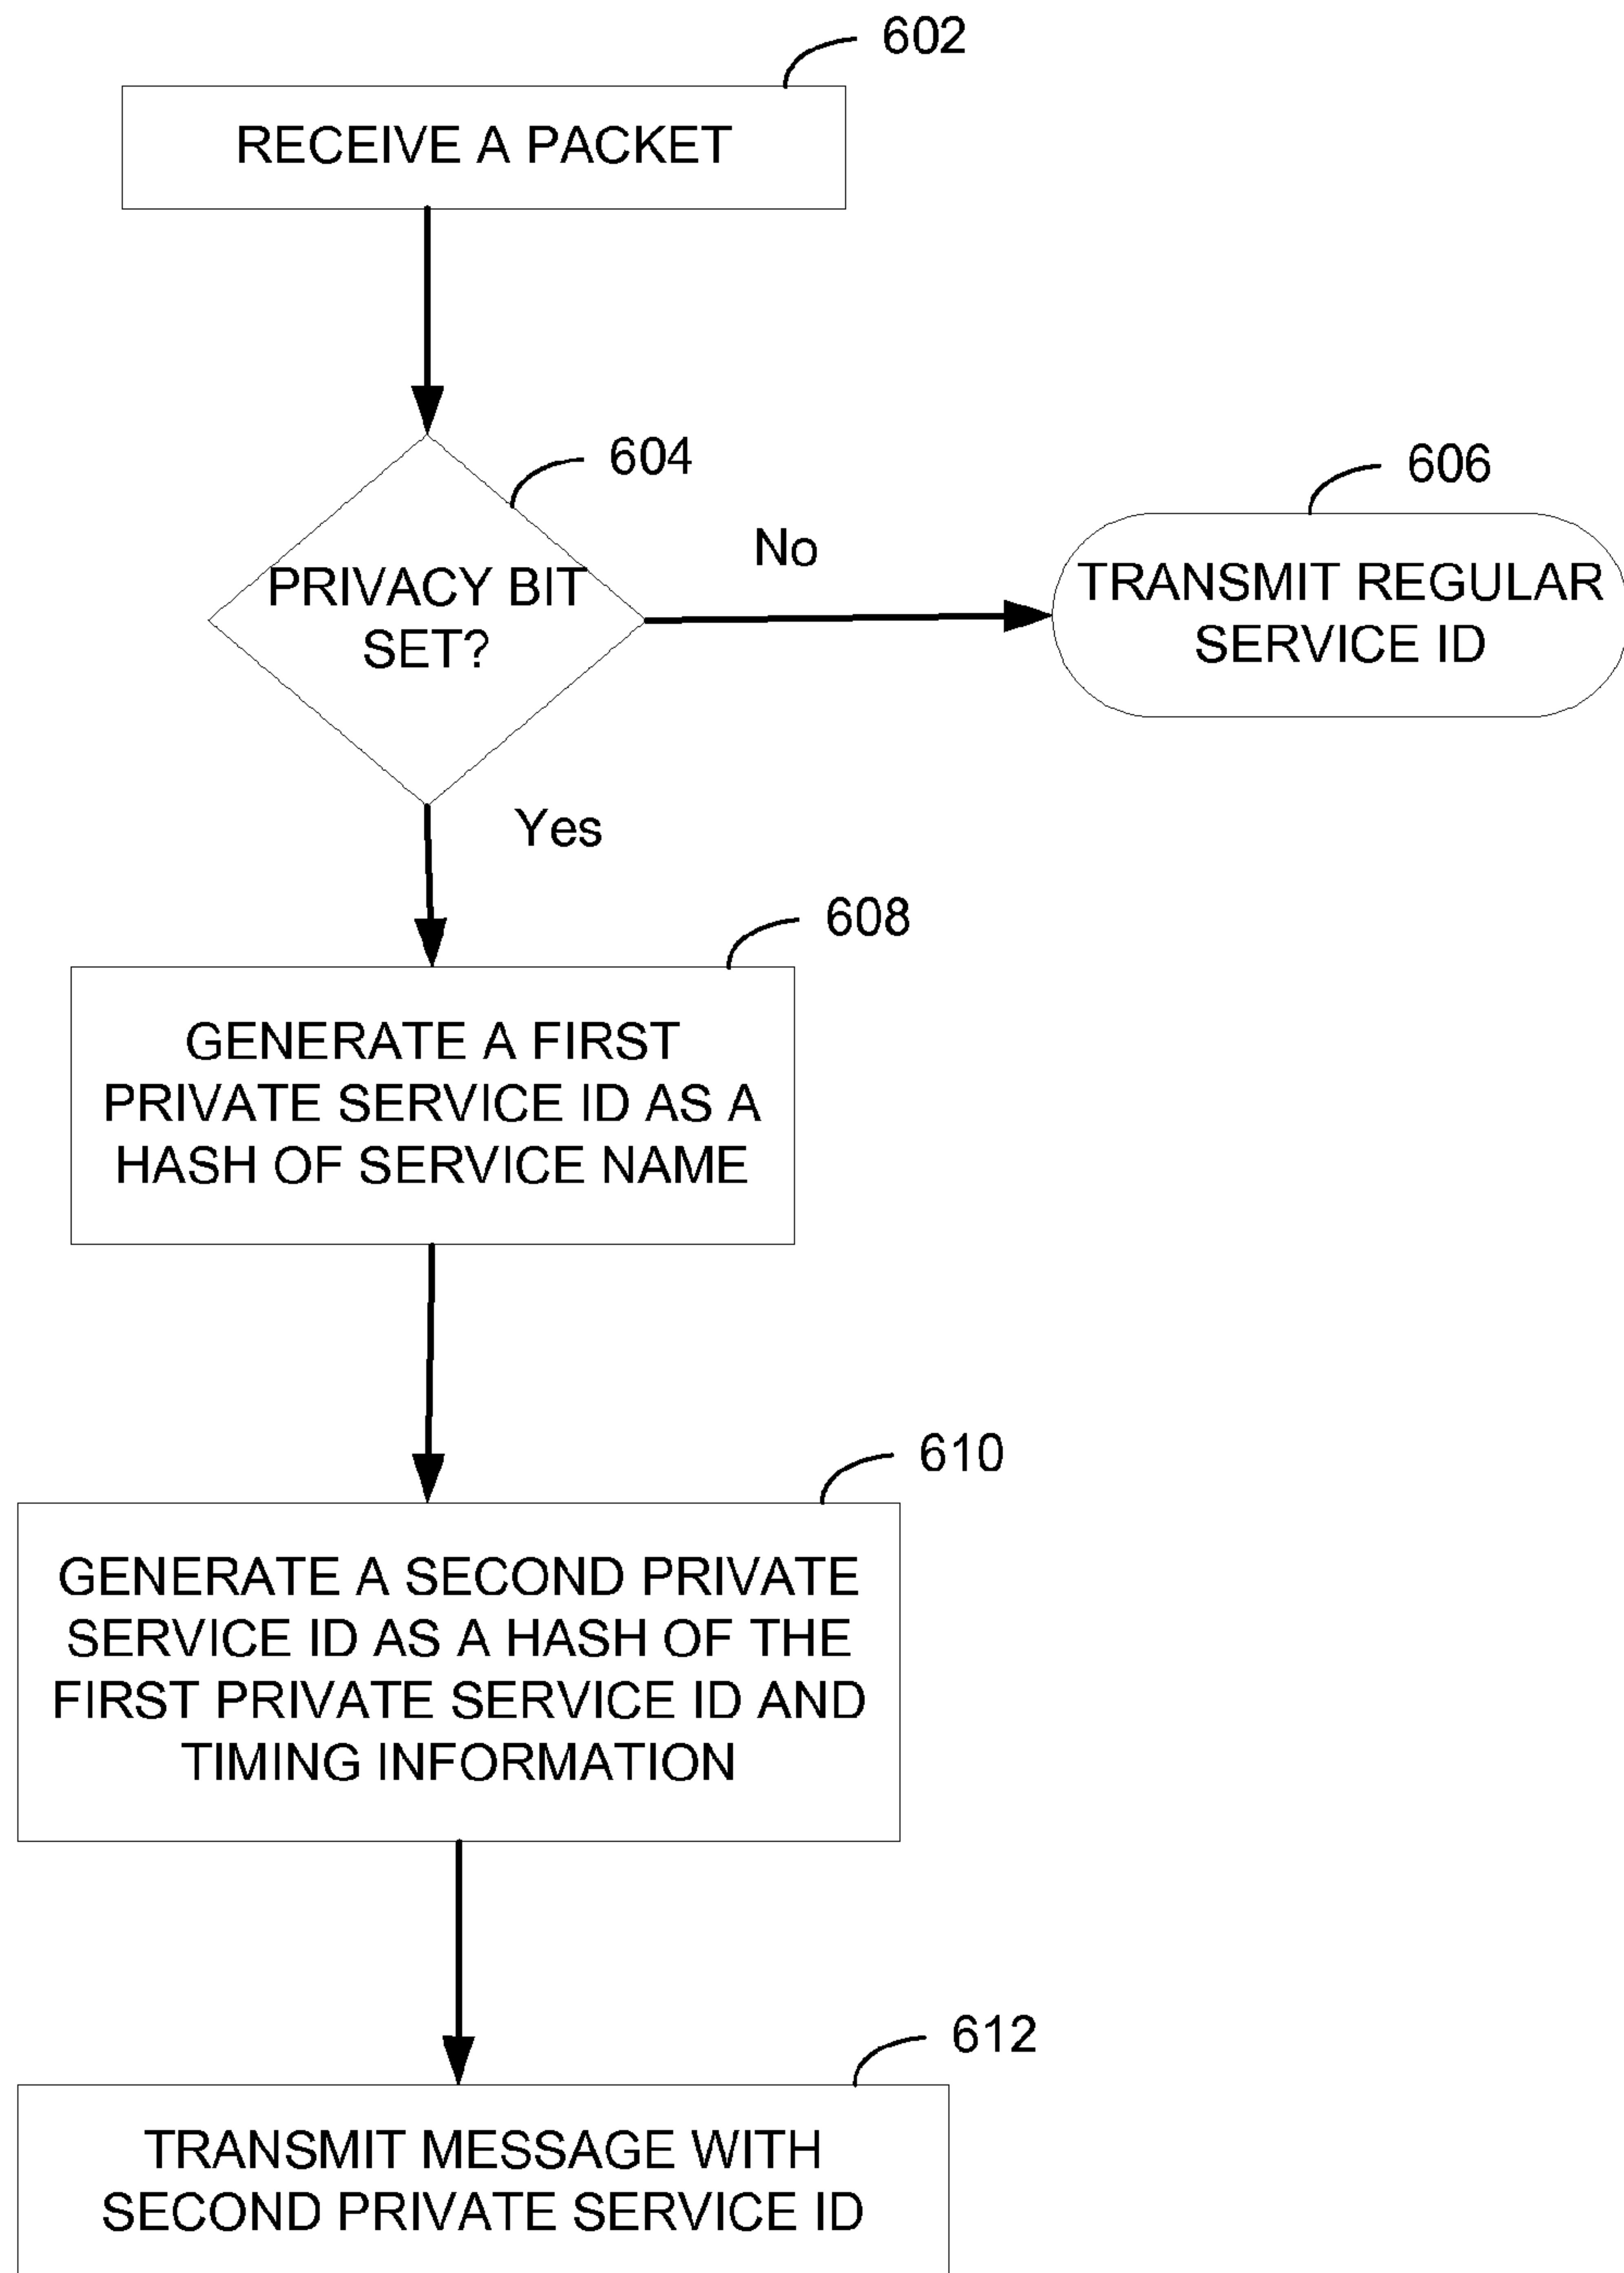 602
RECEIVE A PACKET
604
606
No
PRIVACY BIT
SET?
TRANSMIT REGULAR
SERVICE ID
Yes
608
GENERATE A FIRST
PRIVATE SERVICE ID AS A
HASH OF SERVICE NAME
610
GENERATE A SECOND PRIVATE
SERVICE ID AS A HASH OF THE
FIRST PRIVATE SERVICE ID AND
TIMING INFORMATION
612
TRANSMIT MESSAGE WITH
SECOND PRIVATE SERVICE ID